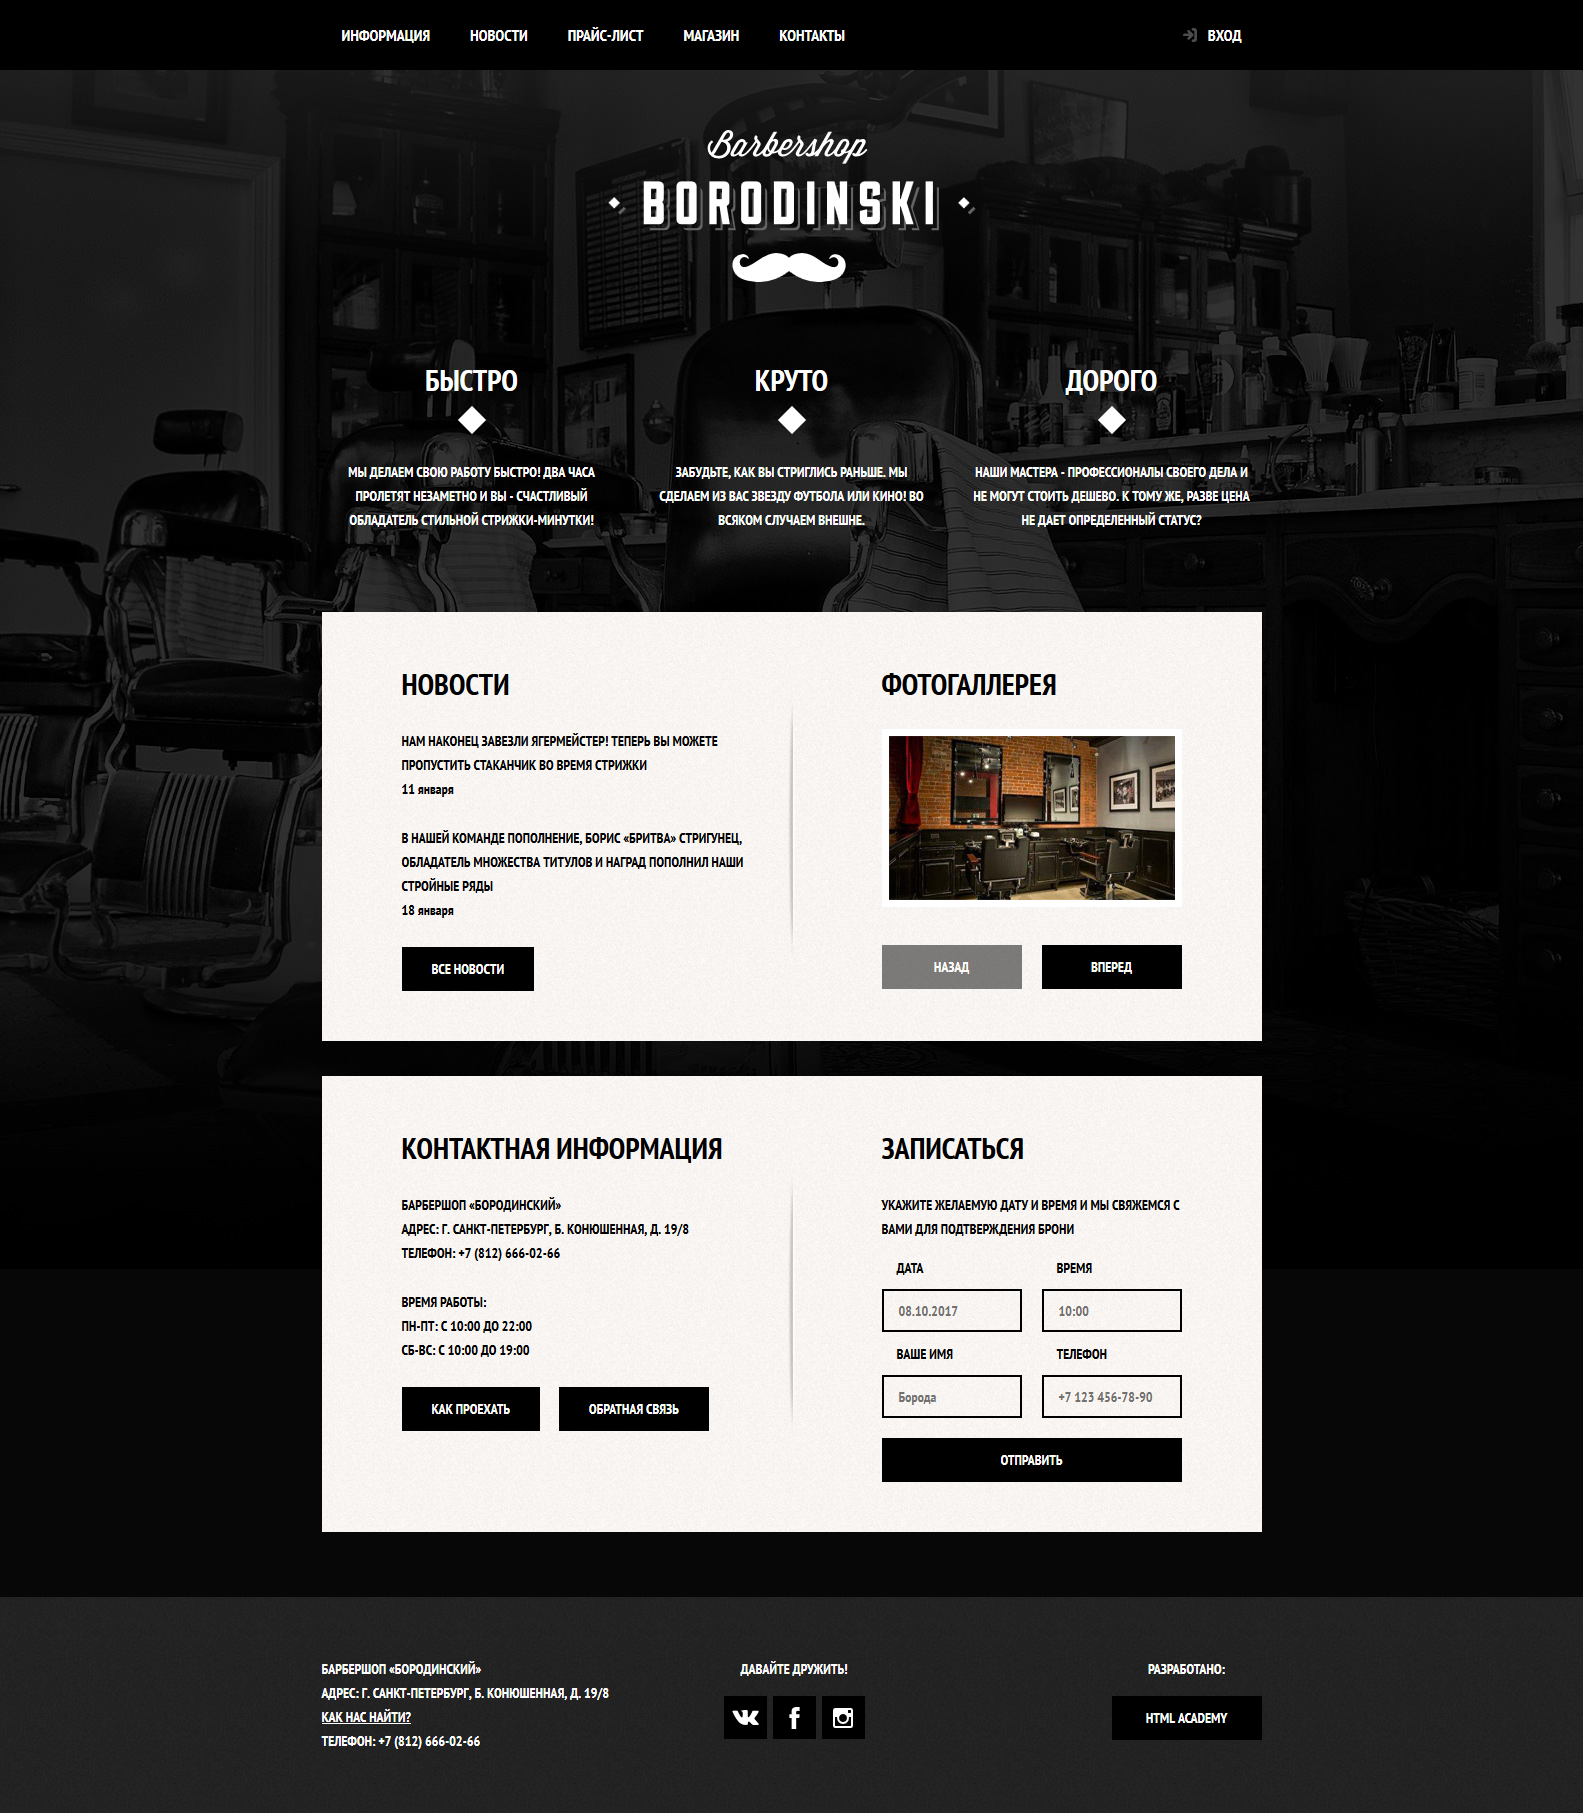 ИНФОРМАЦИЯ НОВОСТИ ПРАЙС-ЛИСТ МАГАЗИН КОНТАКТЫ ВХОД
Barbershop
BORODINSKI
БЫСТРО
МЫ ДЕЛАЕМ СВОЮ РАБОТУ БЫСТРО! ДВА ЧАСА
ПРОЛЕТЯТ НЕЗАМЕТНО И ВЫ - СЧАСТЛИВЫЙ
ОБЛАДАТЕЛЬ СТИЛЬНОЙ СТРИЖКИ-МИНУТКИ!
КРУТО
ЗАБУДЬТЕ, КАК ВЫ СТРИГЛИСЬ РАНЬШЕ. МЫ
СДЕЛАЕМ ИЗ ВАС ЗВЕЗДУ ФУТБОЛА ИЛИ КИНО! ВО
ВСЯКОМ СЛУЧАЕМ ВНЕШНЕ.
ДОРОГО
НАШИ МАСТЕРА - ПРОФЕССИОНАЛЫ СВОЕГО ДЕЛА И
НЕ МОГУТ СТОИТЬ ДЕШЕВО. К ТОМУ ЖЕ, РАЗВЕ ЦЕНА
НЕ ДАЕТ ОПРЕДЕЛЕННЫЙ СТАТУС?
НОВОСТИ
НАМ НАКОНЕЦ ЗАВЕЗЛИ ЯГЕРМЕЙСТЕР! ТЕПЕРЬ ВЫ МОЖЕТЕ
ПРОПУСТИТЬ СТАКАНЧИК ВО ВРЕМЯ СТРИЖКИ
11 января
В НАШЕЙ КОМАНДЕ ПОПОЛНЕНИЕ, БОРИС «БРИТВА» СТРИГУНЕЦ,
ОБЛАДАТЕЛЬ МНОЖЕСТВА ТИТУЛОВ И НАГРАД ПОПОЛНИЛ НАШИ
СТРОЙНЫЕ РЯДЫ
18 января
ВСЕ НОВОСТИ
ФОТОГАЛЛЕРЕЯ
НАЗАД ВПЕРЕД
КОНТАКТНАЯ ИНФОРМАЦИЯ
БАРБЕРШОП «БОРОДИНСКИЙ»
АДРЕС: Г. САНКТ-ПЕТЕРБУРГ, Б. КОНЮШЕННАЯ, Д. 19/8
ТЕЛЕФОН: +7 (812) 666-02-66
ВРЕМЯ РАБОТЫ:
ПН-ПТ: С 10:00 ДО 22:00
СБ-ВС: С 10:00 ДО 19:00
КАК ПРОЕХАТЬ ОБРАТНАЯ СВЯЗЬ
ЗАПИСАТЬСЯ
УКАЖИТЕ ЖЕЛАЕМУЮ ДАТУ И ВРЕМЯ И МЫ СВЯЖЕМСЯ С
ВАМИ ДЛЯ ПОДТВЕРЖДЕНИЯ БРОНИ
ДАТА ВРЕМЯ
08.10.2017 10:00
ВАШЕ ИМЯ ТЕЛЕФОН
Борода +7 123 456-78-90
ОТПРАВИТЬ
БАРБЕРШОП «БОРОДИНСКИЙ»
АДРЕС: Г. САНКТ-ПЕТЕРБУРГ, Б. КОНЮШЕННАЯ, Д. 19/8
КАК НАС НАЙТИ?
ТЕЛЕФОН: +7 (812) 666-02-66
ДАВАЙТЕ ДРУЖИТЬ!
РАЗРАБОТАНО:
HTML ACADEMY